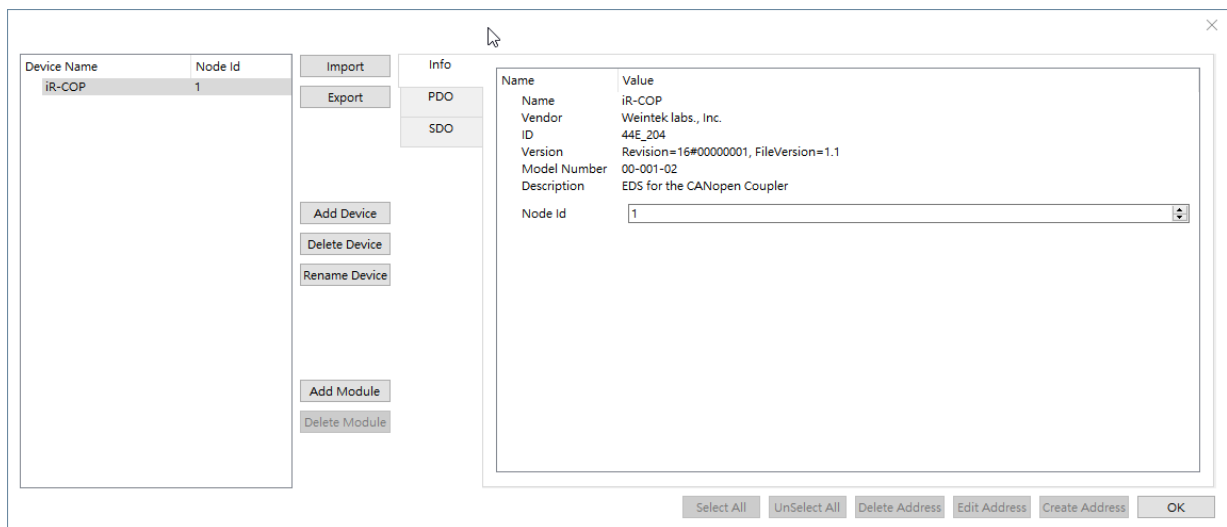 Device Name Node Id
iR-COP 1
Import
Export
Add Device
Delete Device
Rename Device
Add Module
Delete Module
Info
PDO
SDO
Name Value
Name iR-COP
Vendor Weintek labs., Inc.
ID 44E_204
Version Revision=16#00000001, FileVersion=1.1
Model Number 00-001-02
Description EDS for the CANopen Coupler
Node Id 1
Select All UnSelect All Delete Address Edit Address Create Address OK